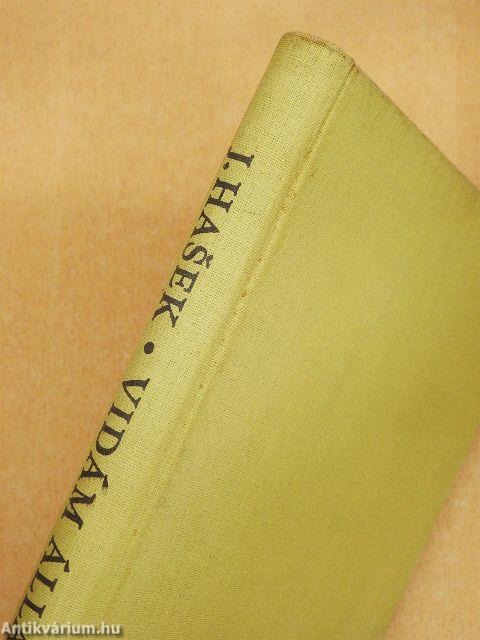 J. HAŠEK • VIDÁM ÁLL
Antikvárium.hu